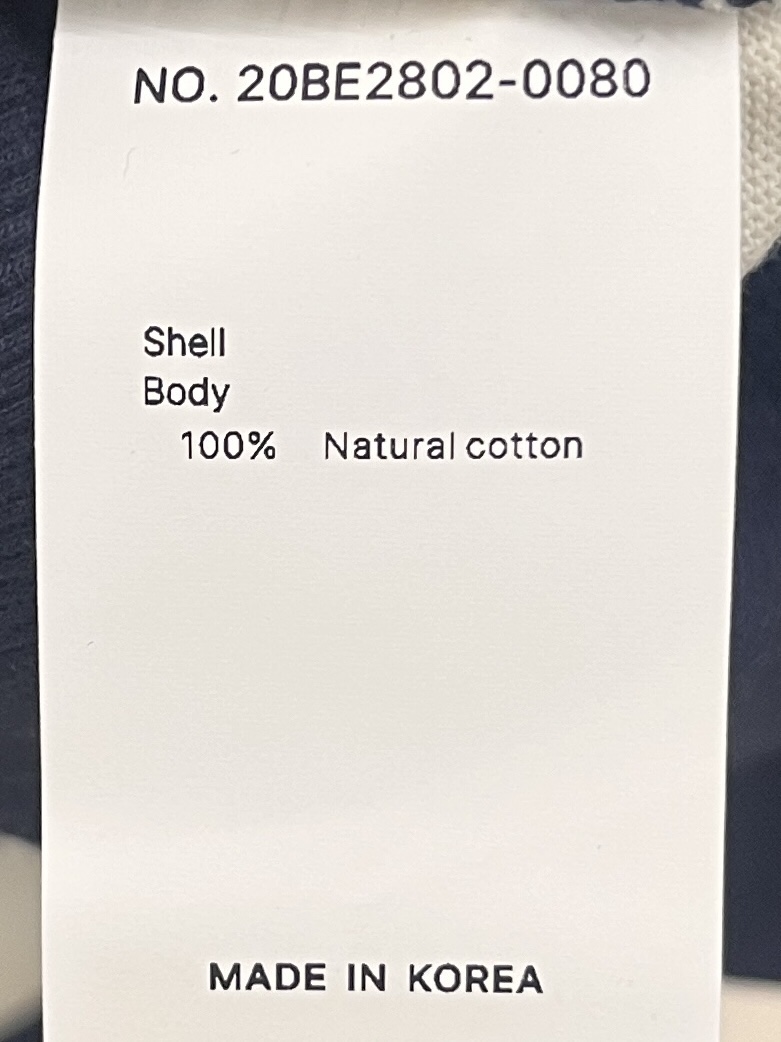 NO. 20BE2802-0080
Shell
Body
100% Natural cotton
MADE IN KOREA